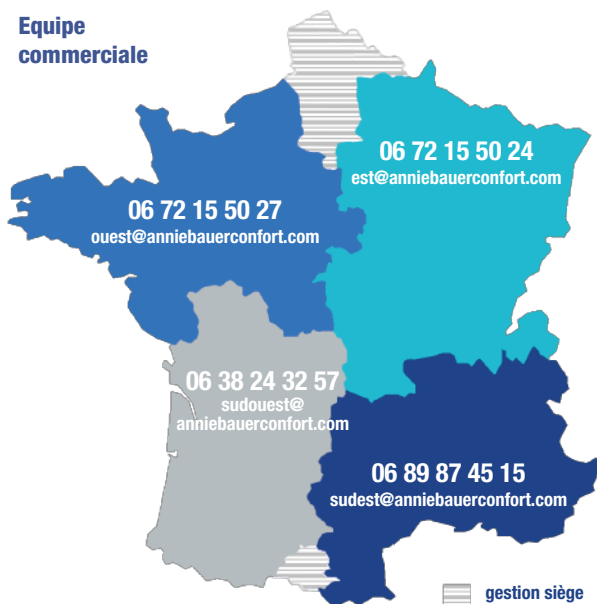 Equipe
commerciale
06 72 15 50 24
est@anniebauerconfort.com
06 72 15 50 27
ouest@anniebauerconfort.com
06 38 24 32 57
sudouest@
anniebauerconfort.com
06 89 87 45 15
sudest@anniebauerconfort.com
gestion siège